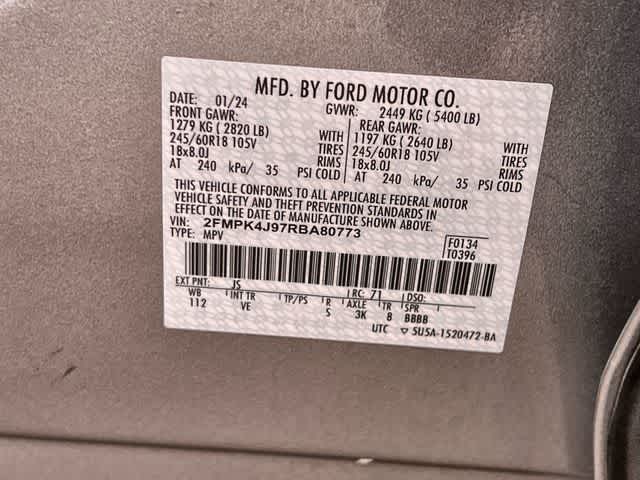 MFD. BY FORD MOTOR CO.
DATE: 01/24 GVWR: 2449 KG ( 5400 LB)
FRONT GAWR: REAR GAWR:
1279 KG ( 2820 LB) WITH 1197 KG ( 2640 LB) WITH
245/60R18 105V TIRES 245/60R18 105V TIRES
18x8.0J RIMS 18x8.0J RIMS
AT 240 kPa/ 35 PSI COLD AT 240 kPa/ 35 PSI COLD
THIS VEHICLE CONFORMS TO ALL APPLICABLE FEDERAL MOTOR
VEHICLE SAFETY AND THEFT PREVENTION STANDARDS IN
EFFECT ON THE DATE OF MANUFACTURE SHOWN ABOVE.
VIN: 2FMPK4J97RBA80773
TYPE: MPV
F0134
T0396
EXT PNT: JS RC: 71 DSO:
WB INT TR TP/PS R AXLE TR SPR
112 VE 5 3K 8 BBBB
UTC ▽ SU5A-1520472-BA